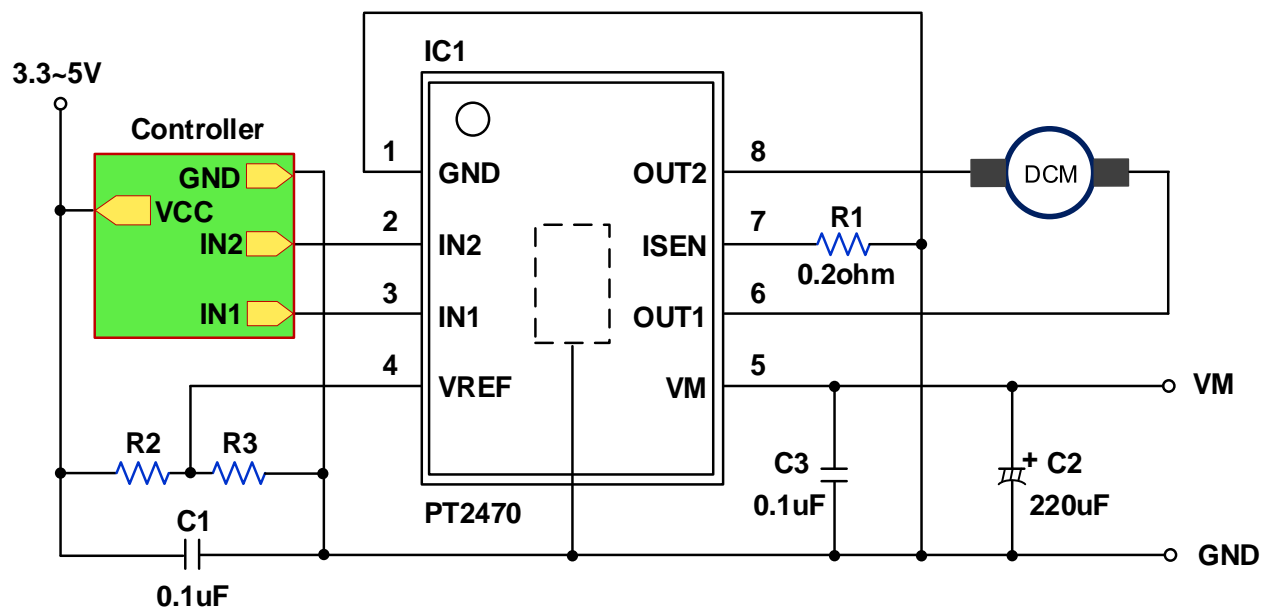 IC1
3.3~5V
Controller
GND
VCC
IN2
IN1
1
2
3
4
GND
IN2
IN1
VREF
OUT2
ISEN
OUT1
VM
8
7
6
5
R1
0.2ohm
DCM
VM
R2
R3
C1
0.1uF
PT2470
C3
0.1uF
+
C2
220uF
GND